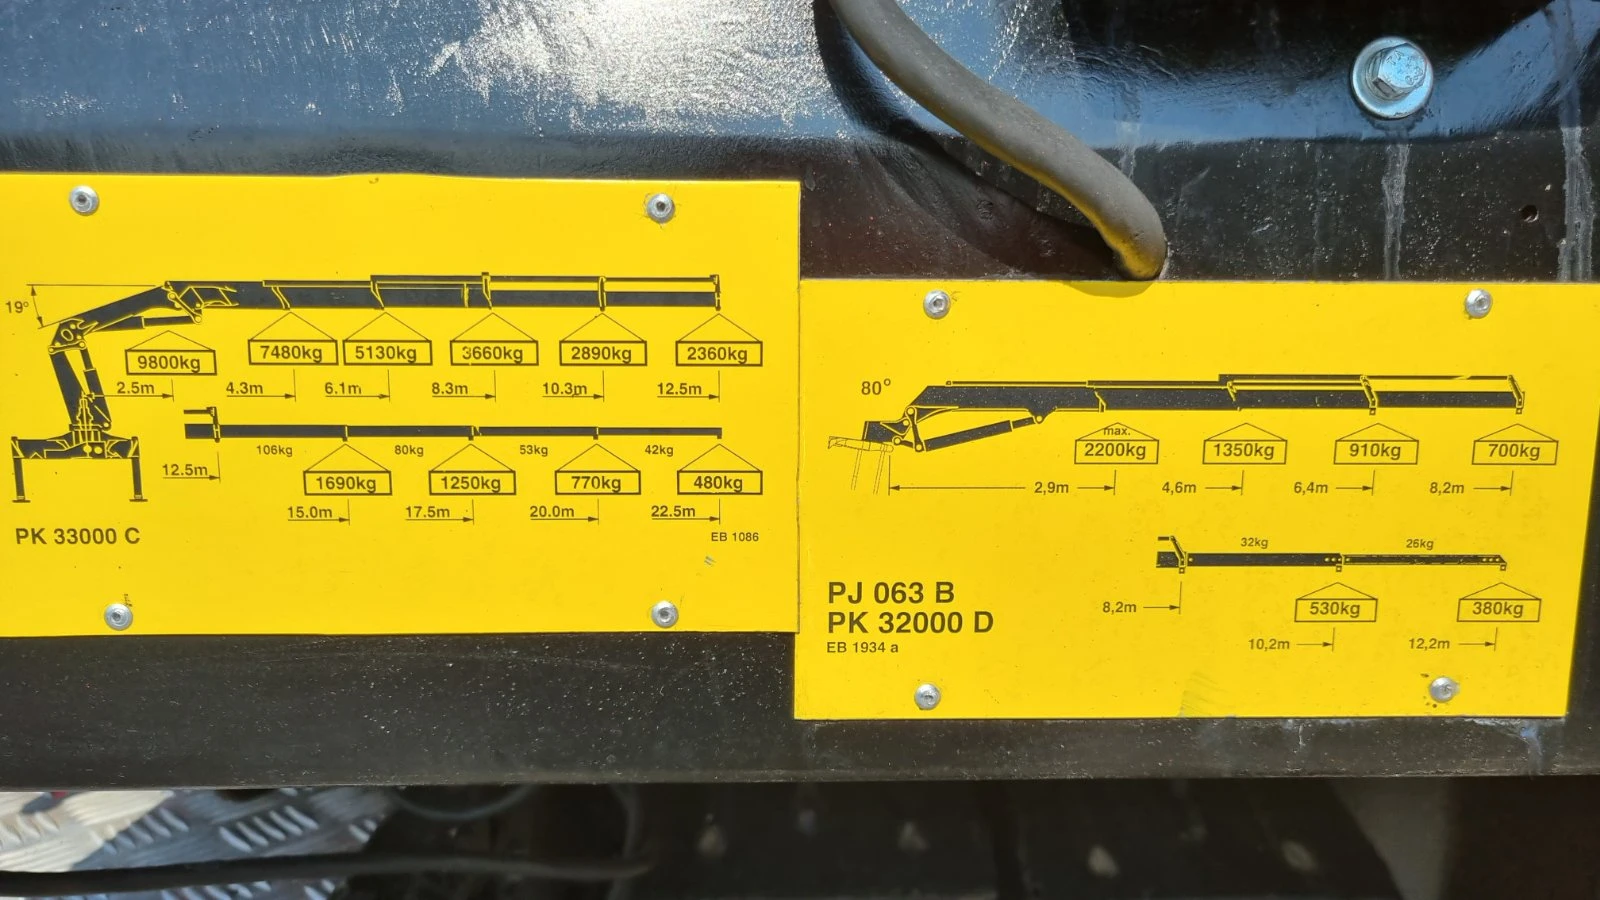 19°
9800kg 7480kg 5130kg 3660kg 2890kg 2360kg
2.5m 4.3m 6.1m 8.3m 10.3m 12.5m
106kg 80kg 53kg 42kg
12.5m
1690kg 1250kg 770kg 480kg
15.0m 17.5m 20.0m 22.5m
PK 33000 C
EB 1086
80°
max.
2200kg 1350kg 910kg 700kg
2,9m 4,6m 6,4m 8,2m
32kg 26kg
8,2m
530kg 380kg
10,2m 12,2m
PJ 063 B
PK 32000 D
EB 1934 a